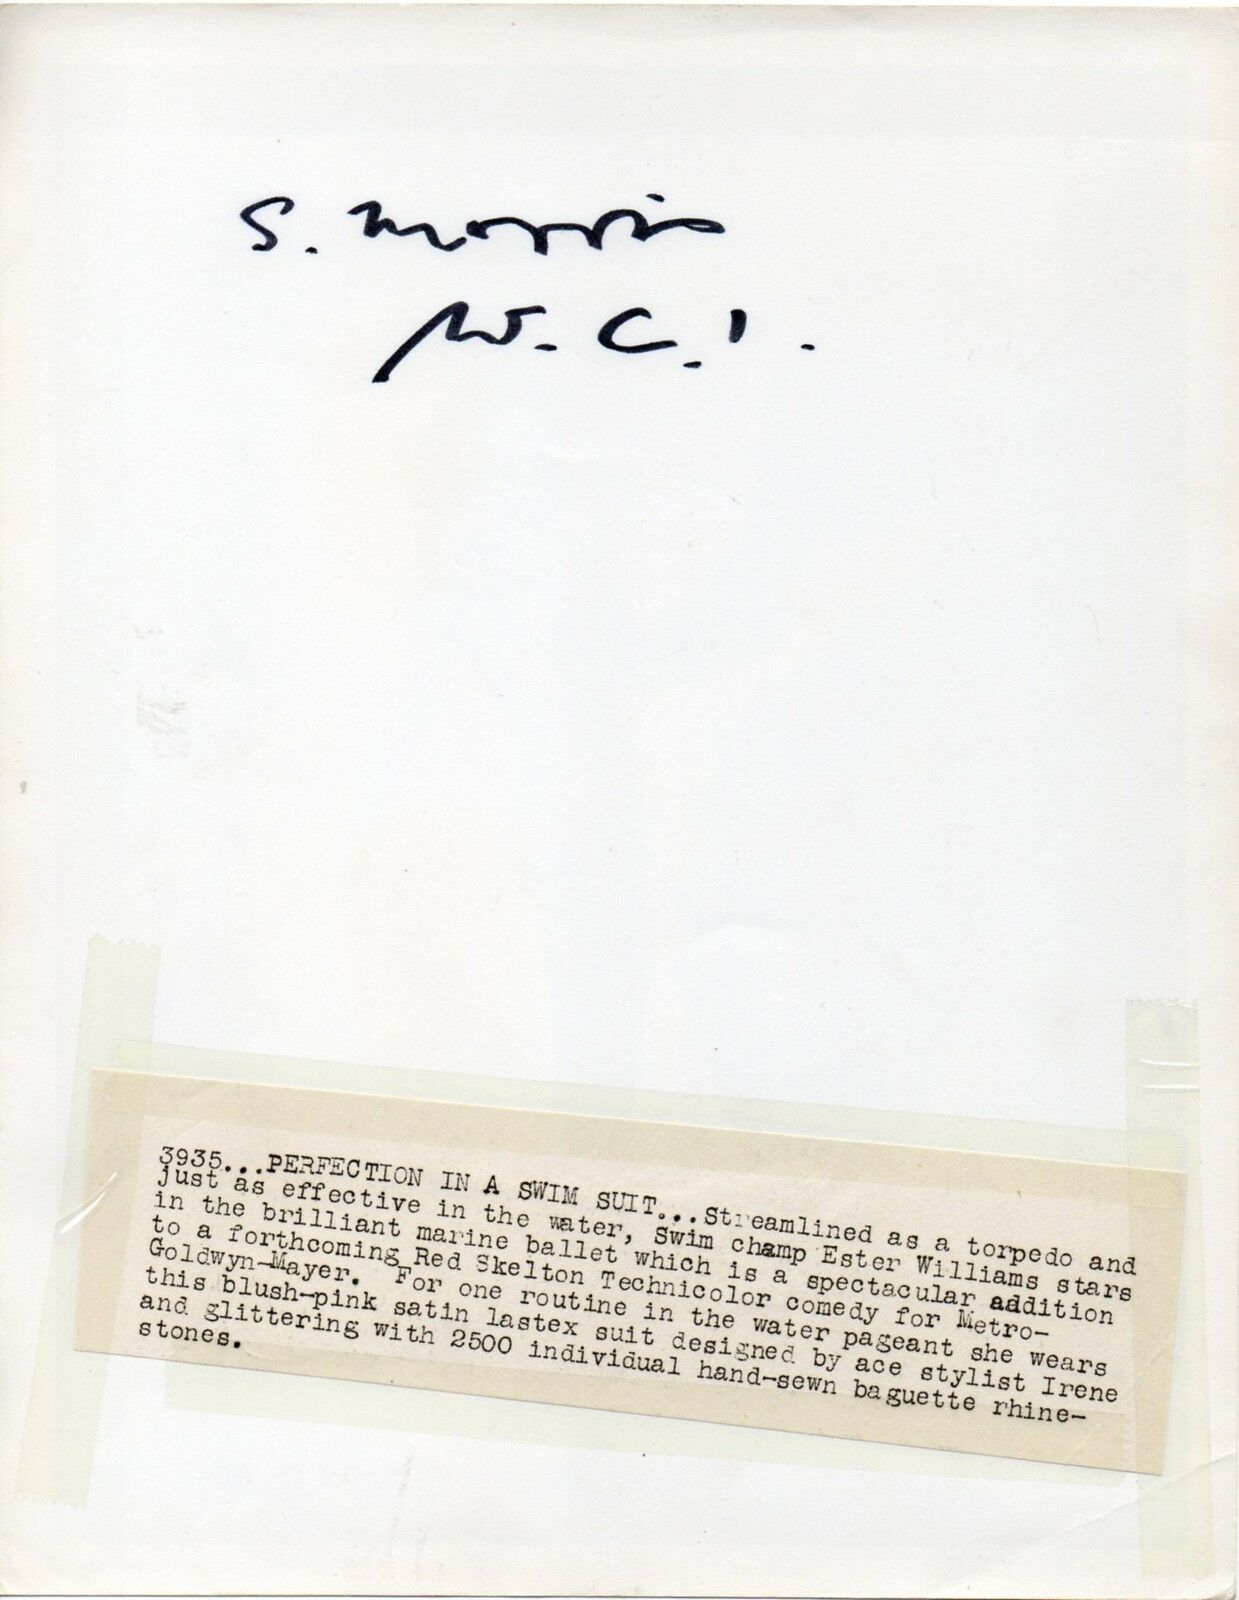 S. Morris
W. C. 1.
3935...PERFECTION IN A SWIM SUIT...Streamlined as a torpedo and
just as effective in the water, Swim champ Ester Williams stars
in the brilliant marine ballet which is a spectacular addition
to a forthcoming Red Skelton Technicolor comedy for Metro-
Goldwyn-Mayer. For one routine in the water pageant she wears
this blush-pink satin lastex suit designed by ace stylist Irene
and glittering with 2500 individual hand-sewn baguette rhine-
stones.